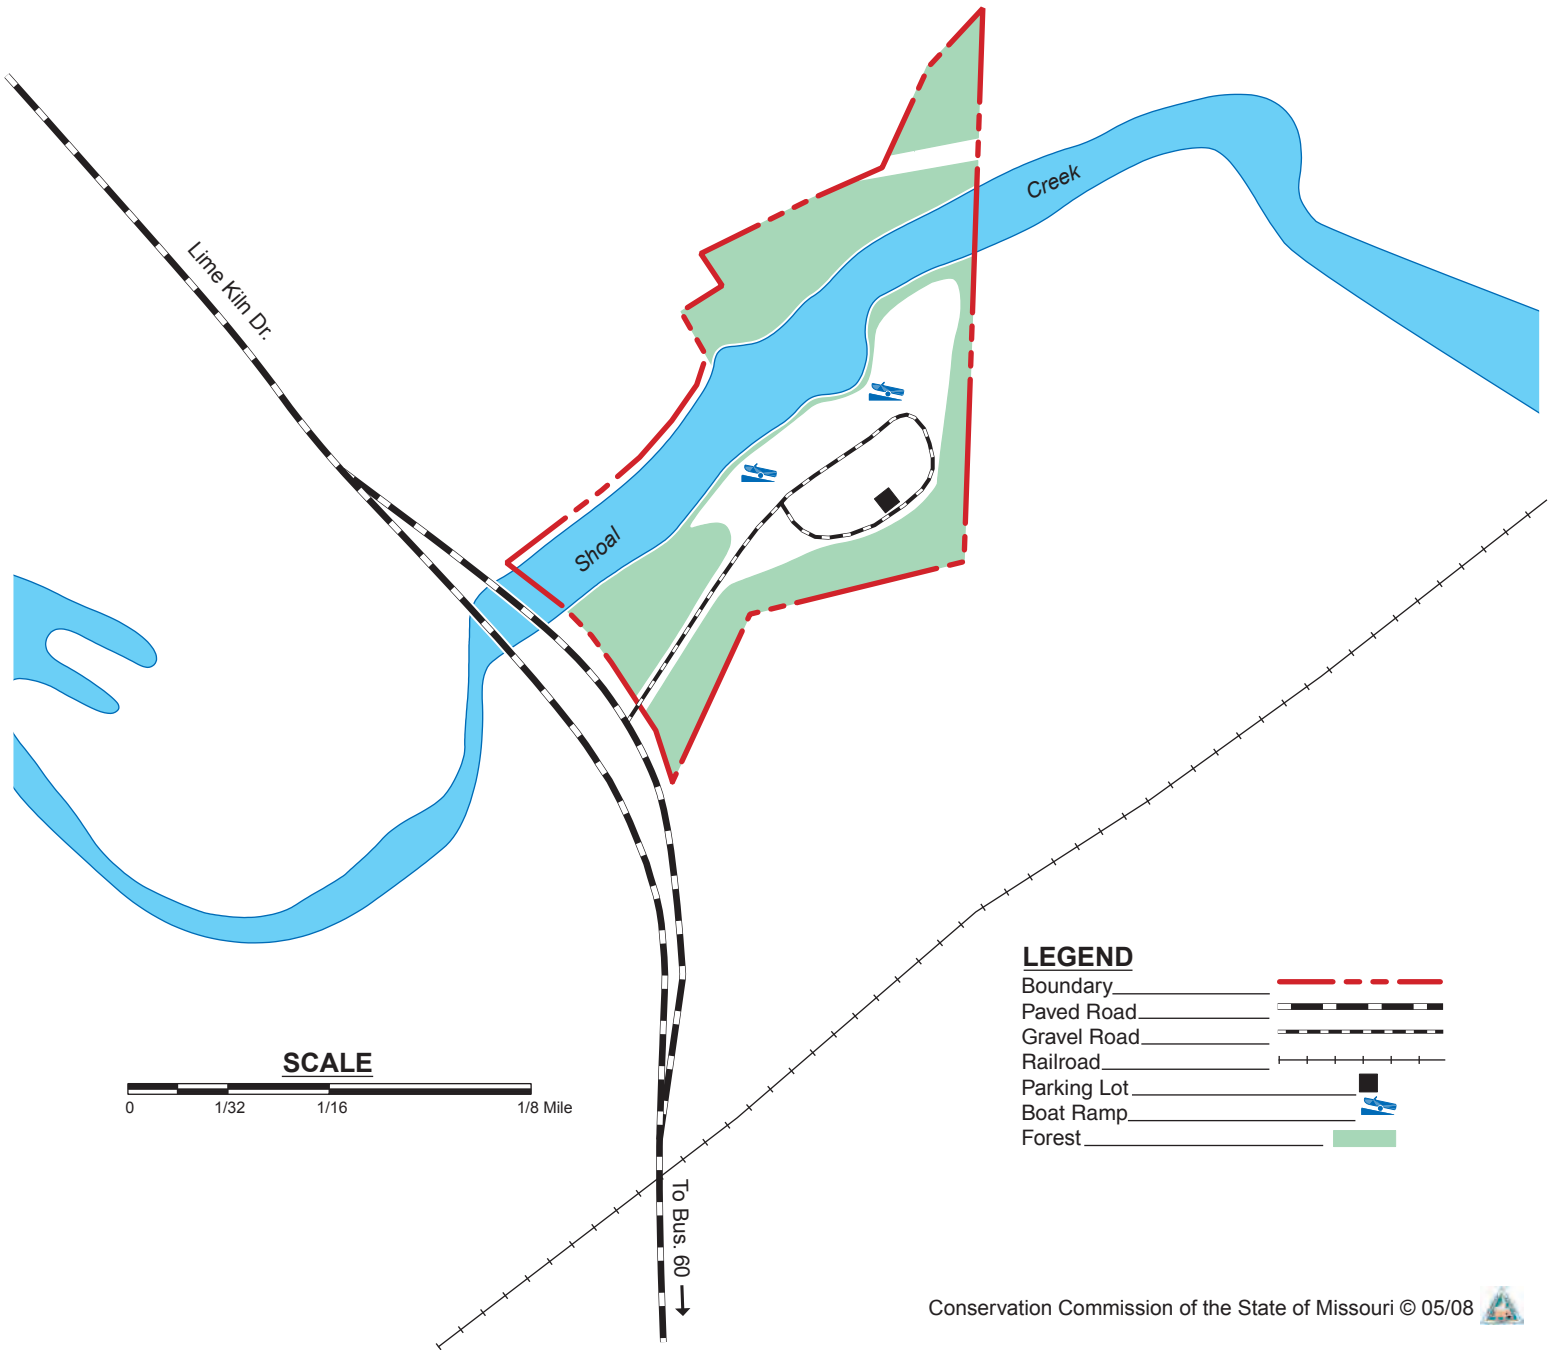 Creek
Lime Kiln Dr.
Shoal
LEGEND
Boundary
Paved Road
Gravel Road
Railroad
Parking Lot
Boat Ramp
Forest
SCALE
0 1/32 1/16 1/8 Mile
To Bus. 60
Conservation Commission of the State of Missouri © 05/08